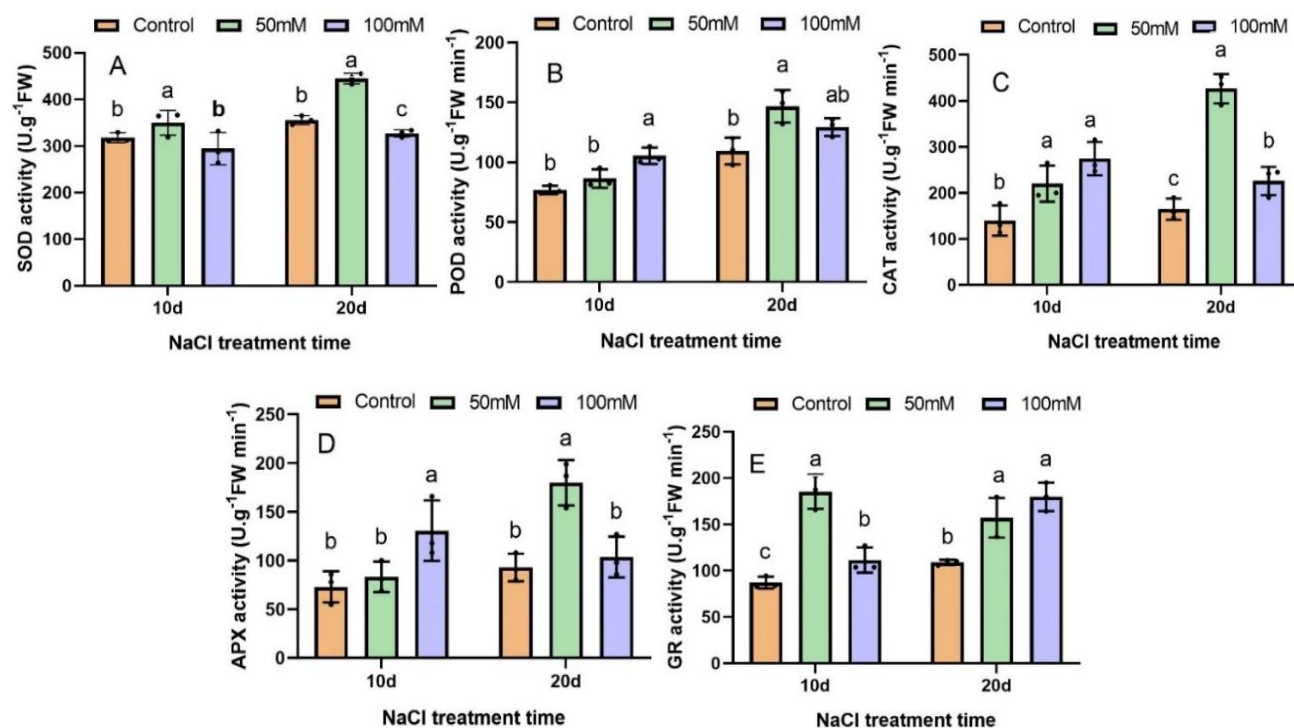 Control 50mM 100mM
A
SOD activity (U.g-1FW)
500
400
300
200
100
0
b a b b a c
10d 20d
NaCl treatment time
Control 50mM 100mM
B
POD activity (U.g-1FW min-1)
200
150
100
50
0
b b a b a ab
10d 20d
NaCl treatment time
Control 50mM 100mM
C
CAT activity (U.g-1FW min-1)
500
400
300
200
100
0
b a a c a b
10d 20d
NaCl treatment time
Control 50mM 100mM
D
APX activity (U.g-1FW min-1)
250
200
150
100
50
0
b b a b a b
10d 20d
NaCl treatment time
Control 50mM 100mM
E
GR activity (U.g-1FW min-1)
250
200
150
100
50
0
c a b b a a
10d 20d
NaCl treatment time